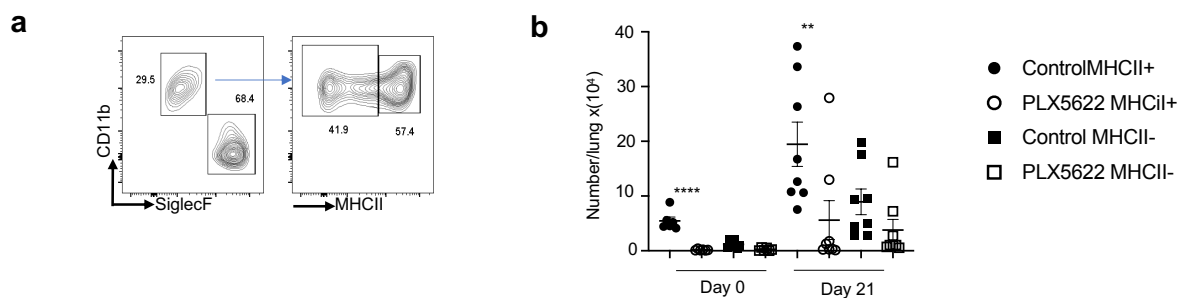 a
29.5
68.4
41.9
57.4
CD11b
SiglecF
MHCII
b
Number/lung x(10⁴)
40
30
20
10
0
****
**
Day 0
Day 21
ControlMHCII+
PLX5622 MHCiI+
Control MHCII-
PLX5622 MHCII-